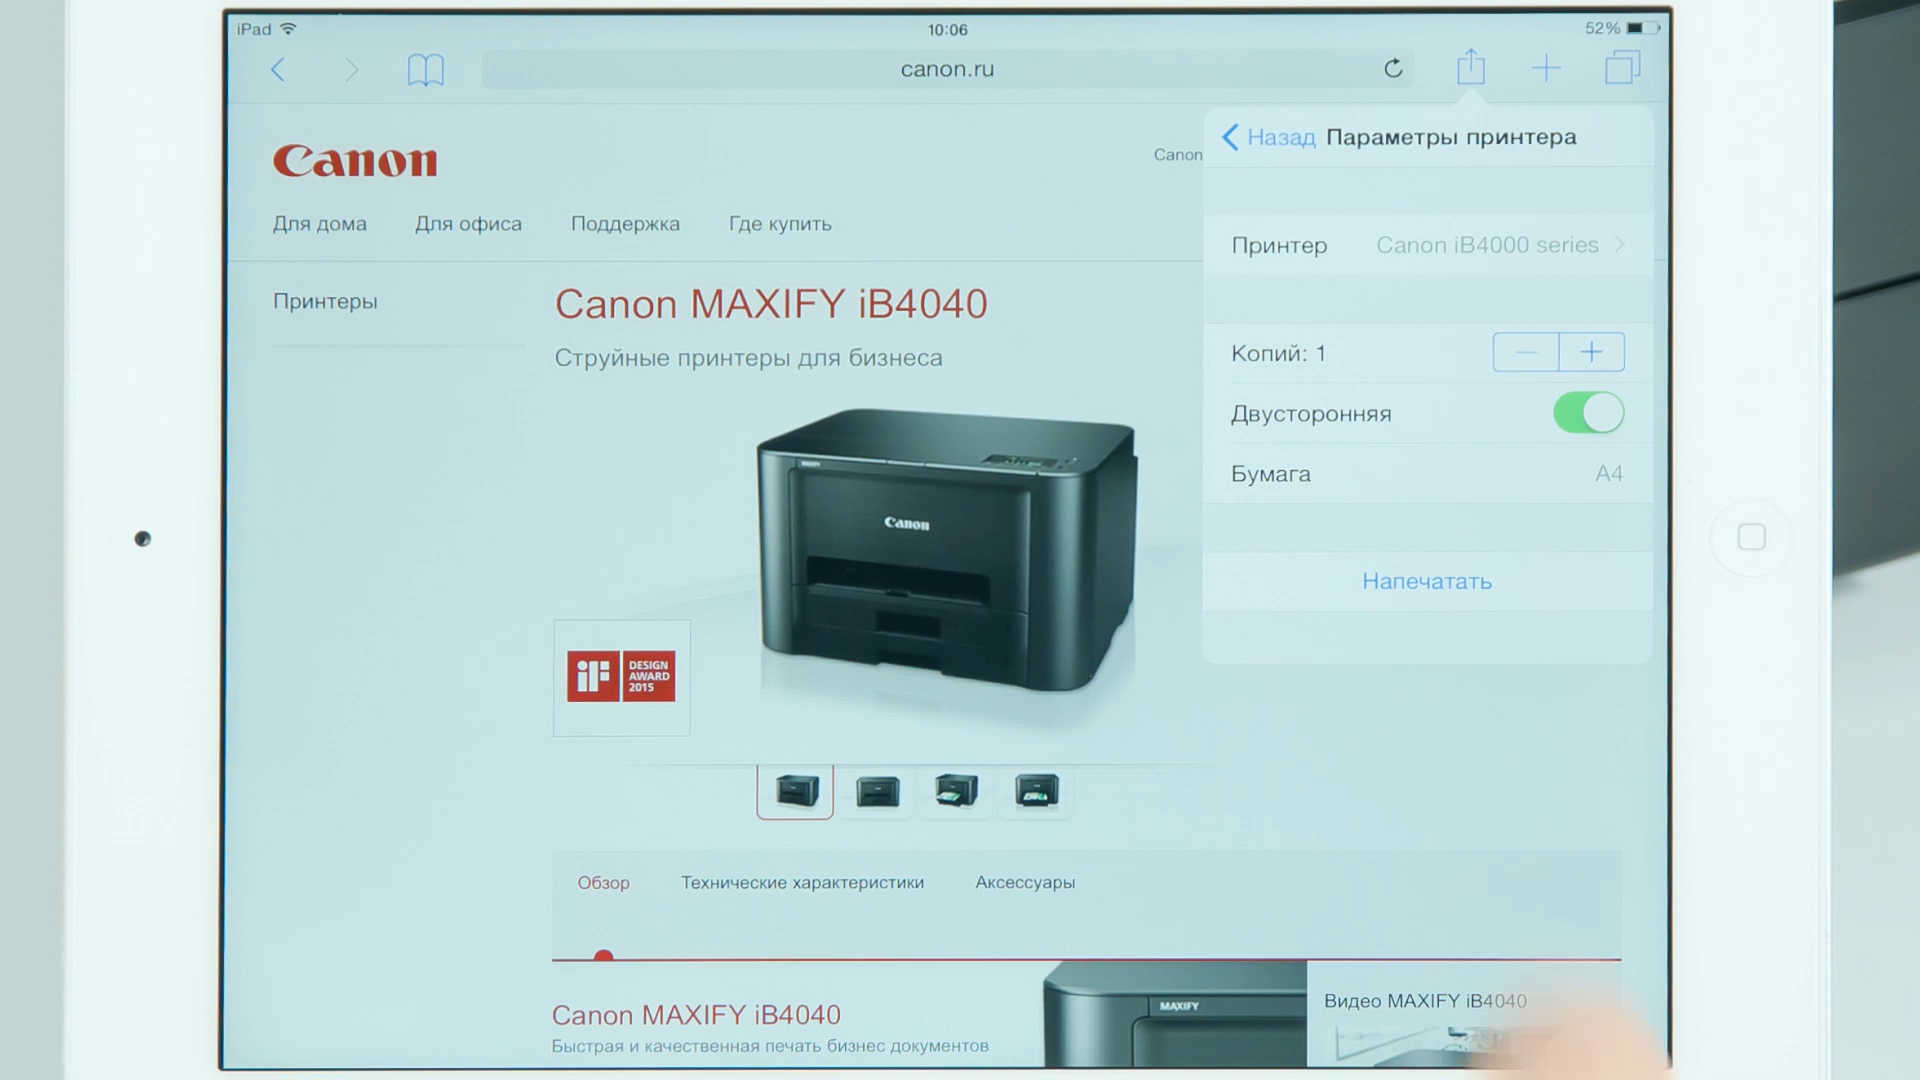 iPad
10:06
52%
canon.ru
Назад Параметры принтера
Canon
Canon
Для дома Для офиса Поддержка Где купить
Принтер Canon iB4000 series
Принтеры
Canon MAXIFY iB4040
Струйные принтеры для бизнеса
Копий: 1
Двусторонняя
Бумага A4
Напечатать
Canon
iF DESIGN
AWARD
2015
Обзор Технические характеристики Аксессуары
Canon MAXIFY iB4040
Быстрая и качественная печать бизнес документов
MAXIFY
Видео MAXIFY iB4040